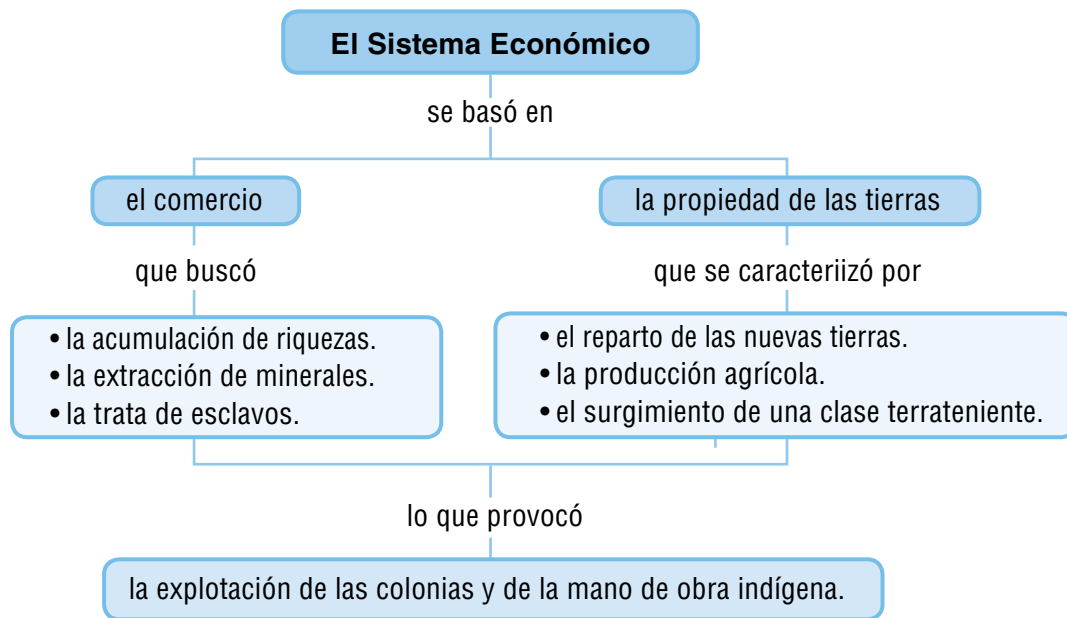 El Sistema Económico
se basó en
el comercio
que buscó
• la acumulación de riquezas.
• la extracción de minerales.
• la trata de esclavos.
la propiedad de las tierras
que se caracteriizó por
• el reparto de las nuevas tierras.
• la producción agrícola.
• el surgimiento de una clase terrateniente.
lo que provocó
la explotación de las colonias y de la mano de obra indígena.